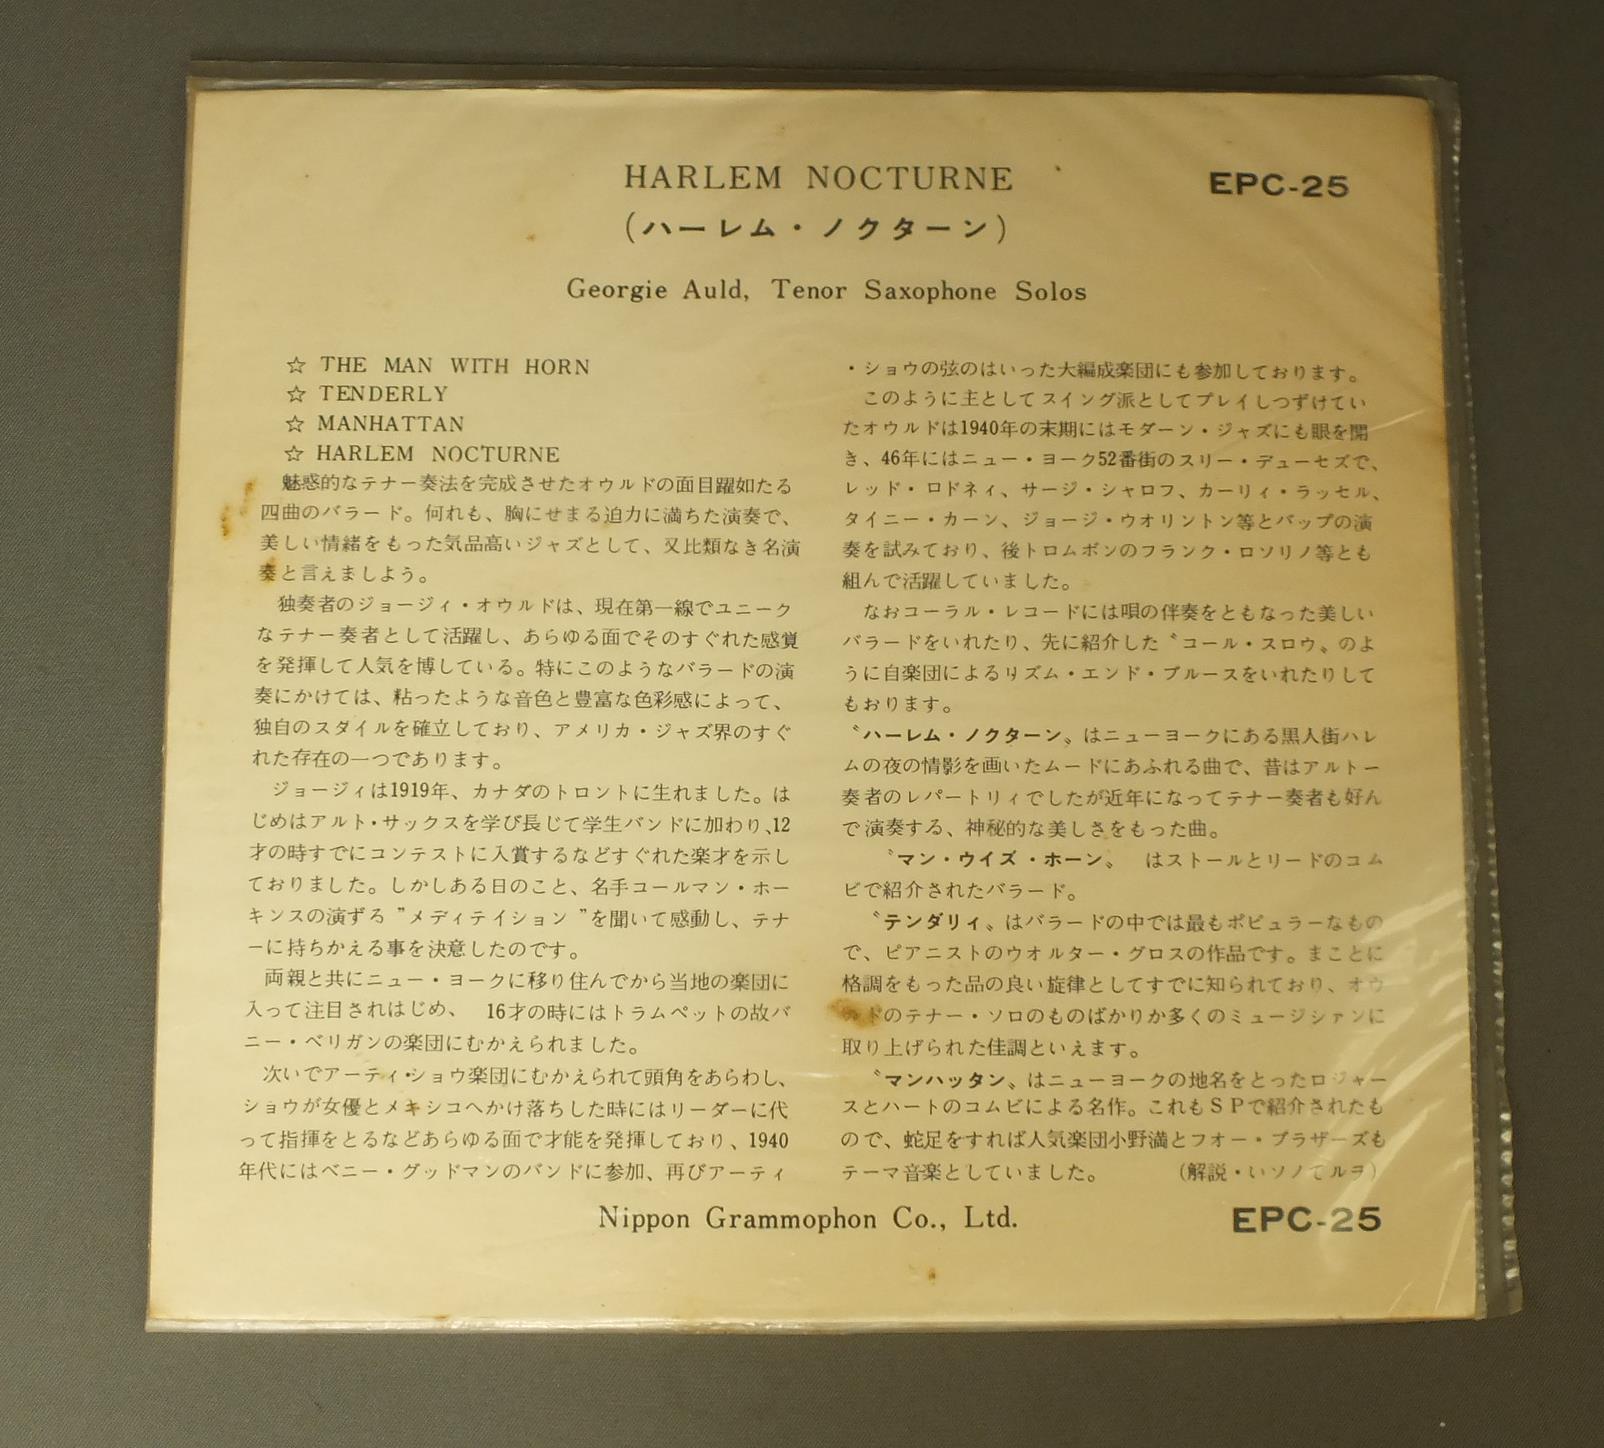 HARLEM NOCTURNE
EPC-25
(ハーレム・ノクターン)
Georgie Auld, Tenor Saxophone Solos
☆ THE MAN WITH HORN
☆ TENDERLY
☆ MANHATTAN
☆ HARLEM NOCTURNE
魅惑的なテナー奏法を完成させたオウルドの面目躍如たる
四曲のバラード。何れも、胸にせまる迫力に満ちた演奏で、
美しい情緒をもった気品高いジャズとして、又比類なき名演
奏と言えましよう。
独奏者のジョージィ・オウルドは、現在第一線でユニーク
なテナー奏者として活躍し、あらゆる面でそのすぐれた感覚
を発揮して人気を博している。特にこのようなバラードの演
奏にかけては、粘ったような音色と豊富な色彩感によって、
独自のスタイルを確立しており、アメリカ・ジャズ界のすぐ
れた存在の一つであります。
ジョージィは1919年、カナダのトロントに生れました。は
じめはアルト・サックスを学び長じて学生バンドに加わり、12
才の時すでにコンテストに入賞するなどすぐれた楽才を示し
ておりました。しかしある日のこと、名手コールマン・ホー
キンスの演ずる ”メディテイション ”を聞いて感動し、テナ
ーに持ちかえる事を決意したのです。
両親と共にニュー・ヨークに移り住んでから当地の楽団に
入って注目されはじめ、 16才の時にはトラムペットの故バ
ニー・ベリガンの楽団にむかえられました。
次いでアーティ・ショウ楽団にむかえられて頭角をあらわし、
ショウが女優とメキシコへかけ落ちした時にはリーダーに代
って指揮をとるなどあらゆる面で才能を発揮しており、1940
年代にはベニー・グッドマンのバンドに参加、再びアーティ
・ショウの弦のはいった大編成楽団にも参加しております。
このように主としてスイング派としてプレイしつずけてい
たオウルドは1940年の末期にはモダーン・ジャズにも眼を開
き、46年にはニュー・ヨーク52番街のスリー・デューセズで、
レッド・ロドネィ、サージ・シャロフ、カーリィ・ラッセル、
タイニー・カーン、ジョージ・ウオリントン等とバップの演
奏を試みており、後トロムボンのフランク・ロソリノ等とも
組んで活躍していました。
なおコーラル・レコードには唄の伴奏をともなった美しい
バラードをいれたり、先に紹介した〝コール・スロウ〟のよ
うに自楽団によるリズム・エンド・ブルースをいれたりして
もおります。
〝ハーレム・ノクターン〟はニューヨークにある黒人街ハレ
ムの夜の情影を画いたムードにあふれる曲で、昔はアルトー
奏者のレパートリィでしたが近年になってテナー奏者も好ん
で演奏する、神秘的な美しさをもった曲。
〝マン・ウイズ・ホーン〟 はストールとリードのコム
ビで紹介されたバラード。
〝テンダリィ〟はバラードの中では最もポピュラーなもの
で、ピアニストのウオルター・グロスの作品です。まことに
格調をもった品の良い旋律としてすでに知られており、オウ
ルドのテナー・ソロのものばかりか多くのミュージシァンに
取り上げられた佳調といえます。
〝マンハッタン〟はニューヨークの地名をとったロジャー
スとハートのコムビによる名作。これもＳＰで紹介されたも
ので、蛇足をすれば人気楽団小野満とフオー・ブラザーズも
テーマ音楽としていました。 (解説・いソノてルヲ)
Nippon Grammophon Co., Ltd.
EPC-25